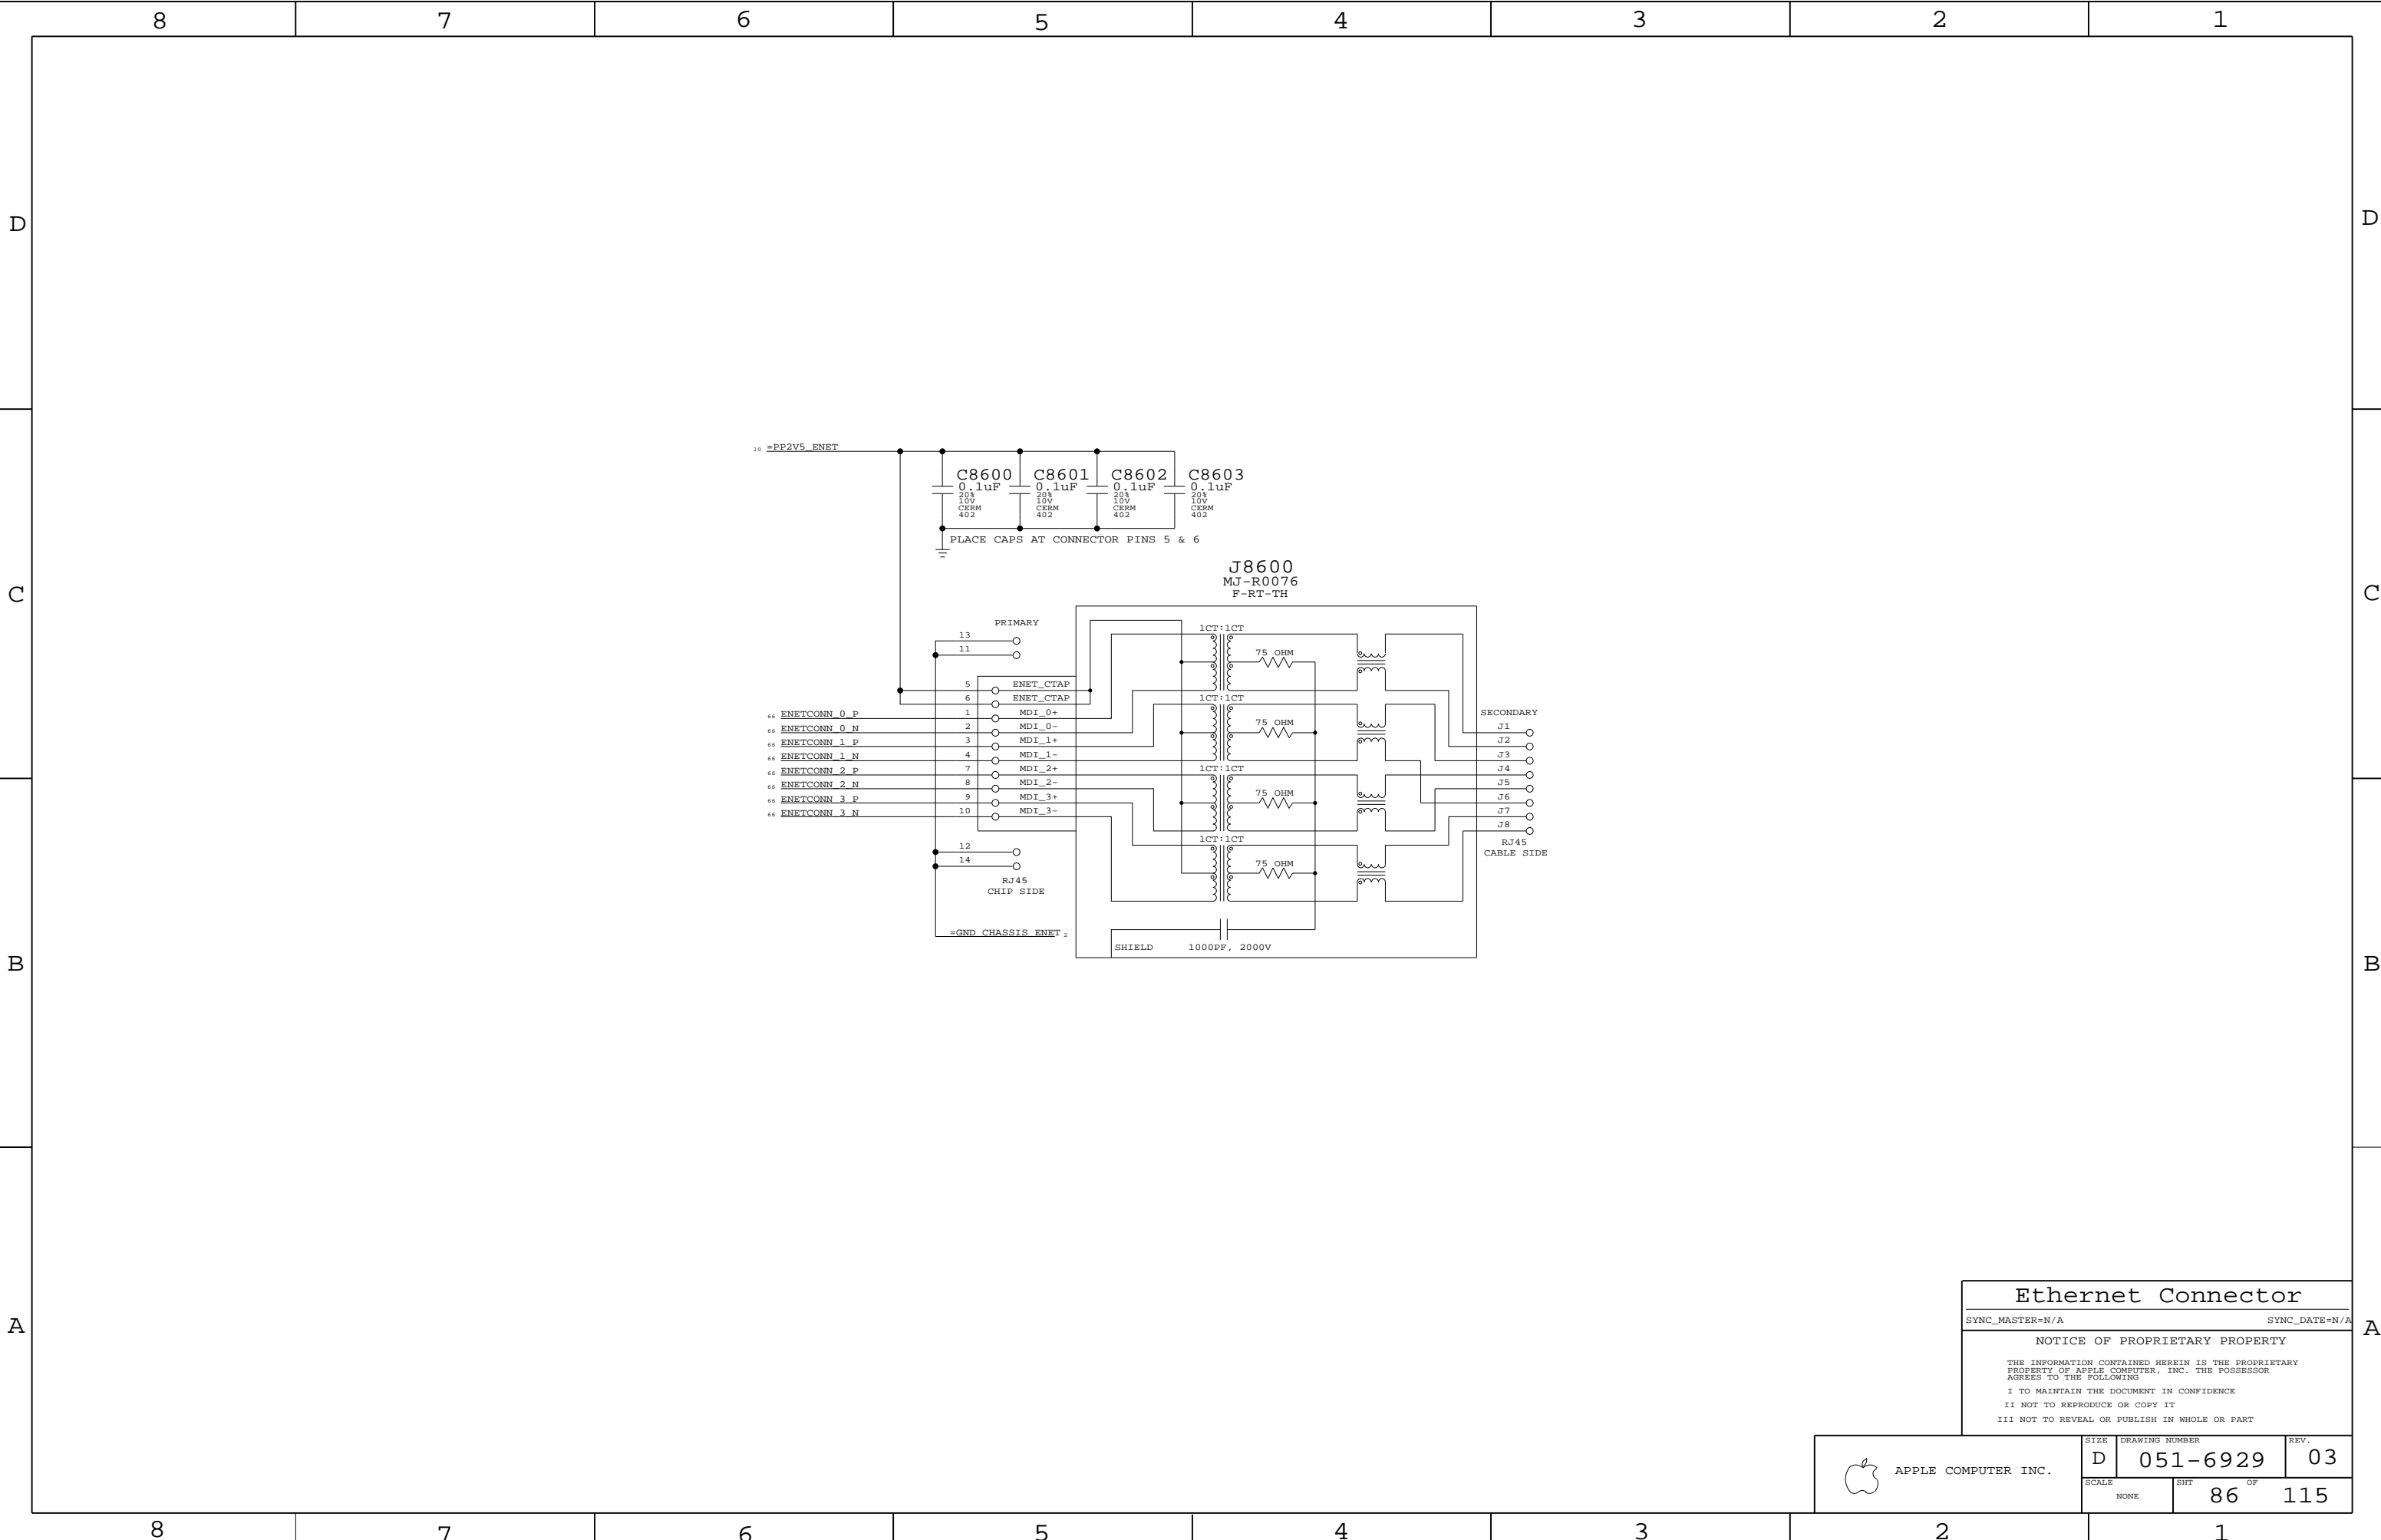 8 7 6 5 4 3 2 1
D D
10 =PP2V5_ENET
C8600 C8601 C8602 C8603
0.1uF 0.1uF 0.1uF 0.1uF
20% 20% 20% 20%
10V 10V 10V 10V
CERM CERM CERM CERM
402 402 402 402
PLACE CAPS AT CONNECTOR PINS 5 & 6
J8600
MJ-R0076
F-RT-TH
C C
PRIMARY
13
11
1CT:1CT
75 OHM
5 ENET_CTAP
6 ENET_CTAP
1CT:1CT
66 ENETCONN_0_P 1 MDI_0+
66 ENETCONN_0_N 2 MDI_0-
66 ENETCONN_1_P 3 MDI_1+
66 ENETCONN_1_N 4 MDI_1-
66 ENETCONN_2_P 7 MDI_2+
66 ENETCONN_2_N 8 MDI_2-
66 ENETCONN_3_P 9 MDI_3+
66 ENETCONN_3_N 10 MDI_3-
75 OHM
1CT:1CT
75 OHM
1CT:1CT
75 OHM
SECONDARY
J1
J2
J3
J4
J5
J6
J7
J8
RJ45
CABLE SIDE
12
14
RJ45
CHIP SIDE
=GND_CHASSIS_ENET 2
SHIELD 1000PF, 2000V
B B
A A
Ethernet Connector
SYNC_MASTER=N/A SYNC_DATE=N/A
NOTICE OF PROPRIETARY PROPERTY
THE INFORMATION CONTAINED HEREIN IS THE PROPRIETARY
PROPERTY OF APPLE COMPUTER, INC. THE POSSESSOR
AGREES TO THE FOLLOWING
I TO MAINTAIN THE DOCUMENT IN CONFIDENCE
II NOT TO REPRODUCE OR COPY IT
III NOT TO REVEAL OR PUBLISH IN WHOLE OR PART
APPLE COMPUTER INC.
SIZE DRAWING NUMBER REV.
D 051-6929 03
SCALE SHT OF
NONE 86 115
8 7 6 5 4 3 2 1